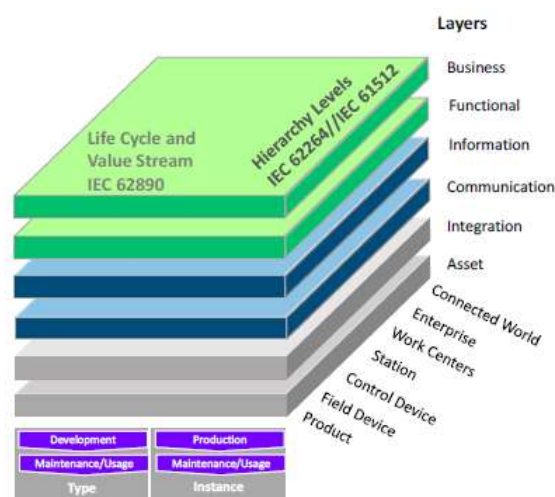 Layers
Business
Functional
Information
Communication
Integration
Asset
Life Cycle and
Value Stream
IEC 62890
Hierarchy Levels
IEC 62264//IEC 61512
Connected World
Enterprise
Work Centers
Station
Control Device
Field Device
Product
Development
Production
Maintenance/Usage
Maintenance/Usage
Type
Instance